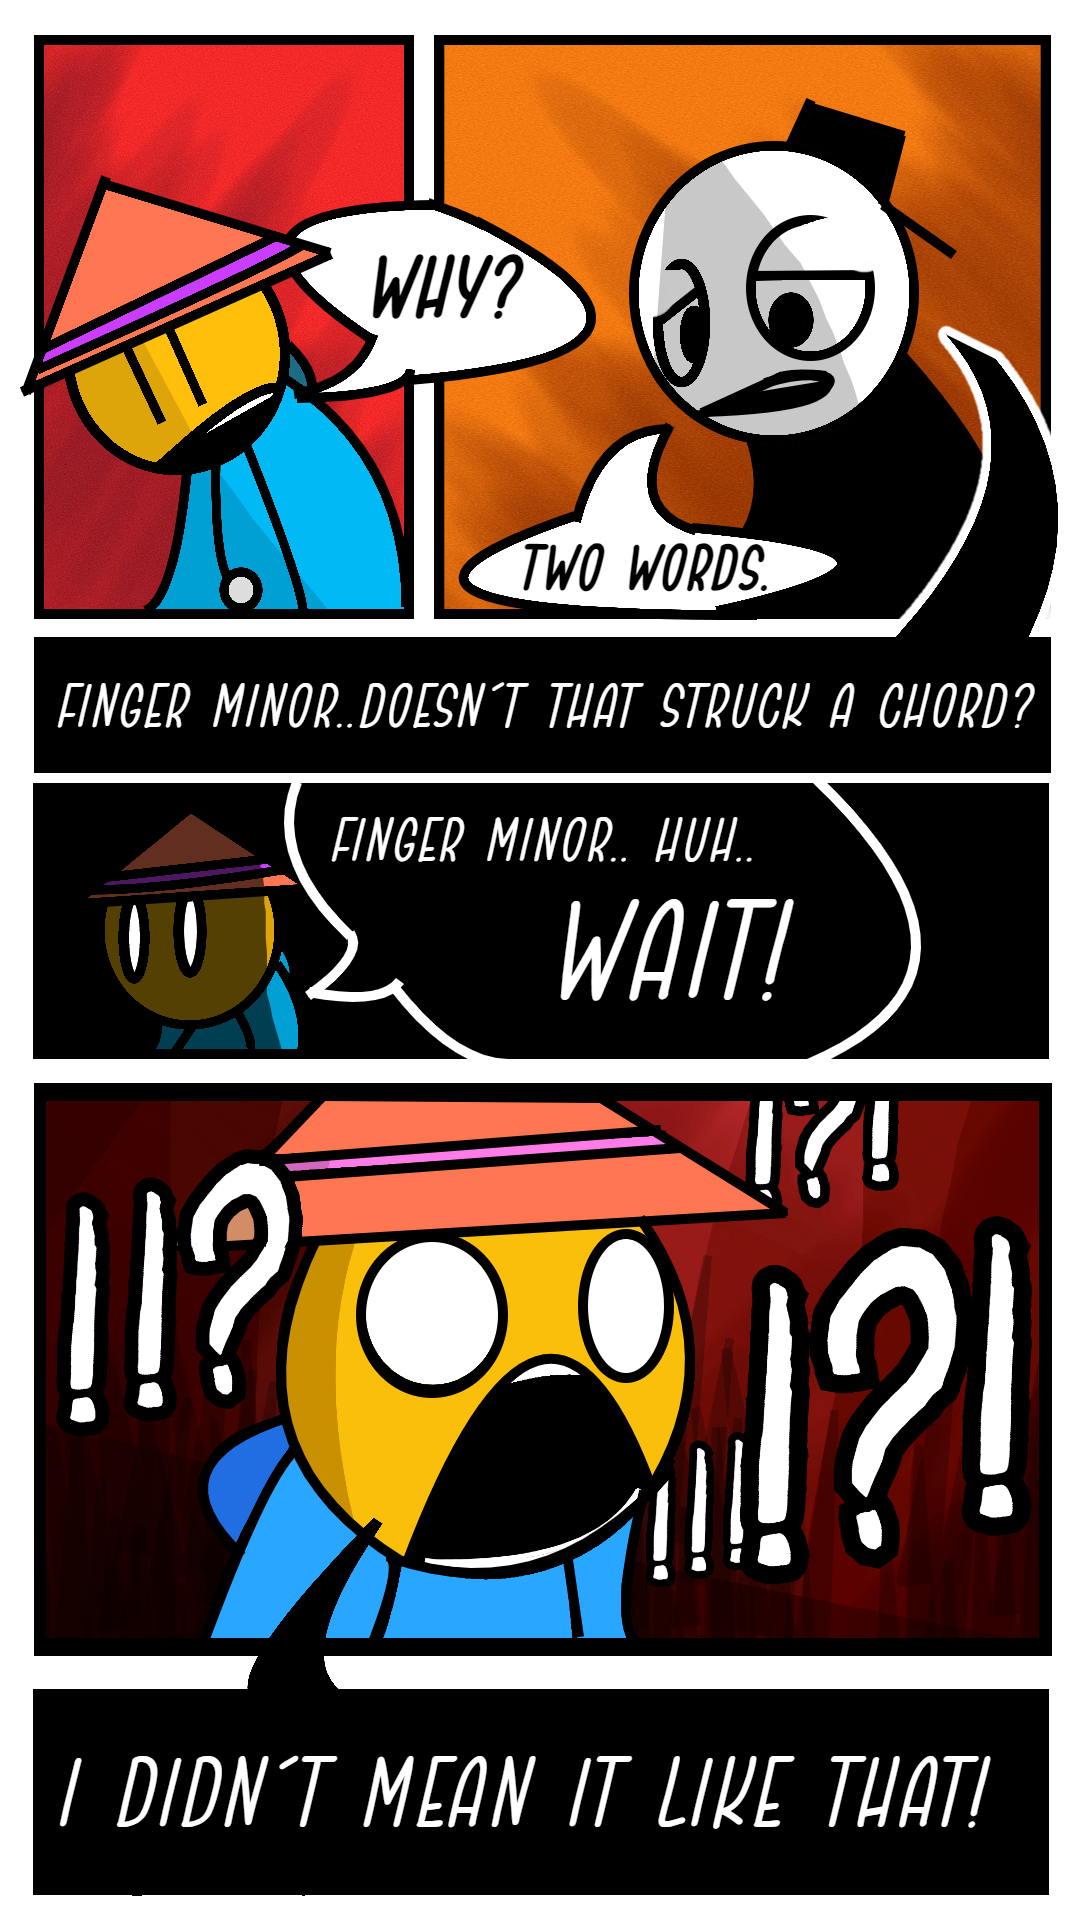 WHY?
TWO WORDS.
FINGER MINOR..DOESN´T THAT STRUCK A CHORD?
FINGER MINOR.. HUH..
WAIT!
!!?
!?!
!!!
!?!
I DIDN´T MEAN IT LIKE THAT!